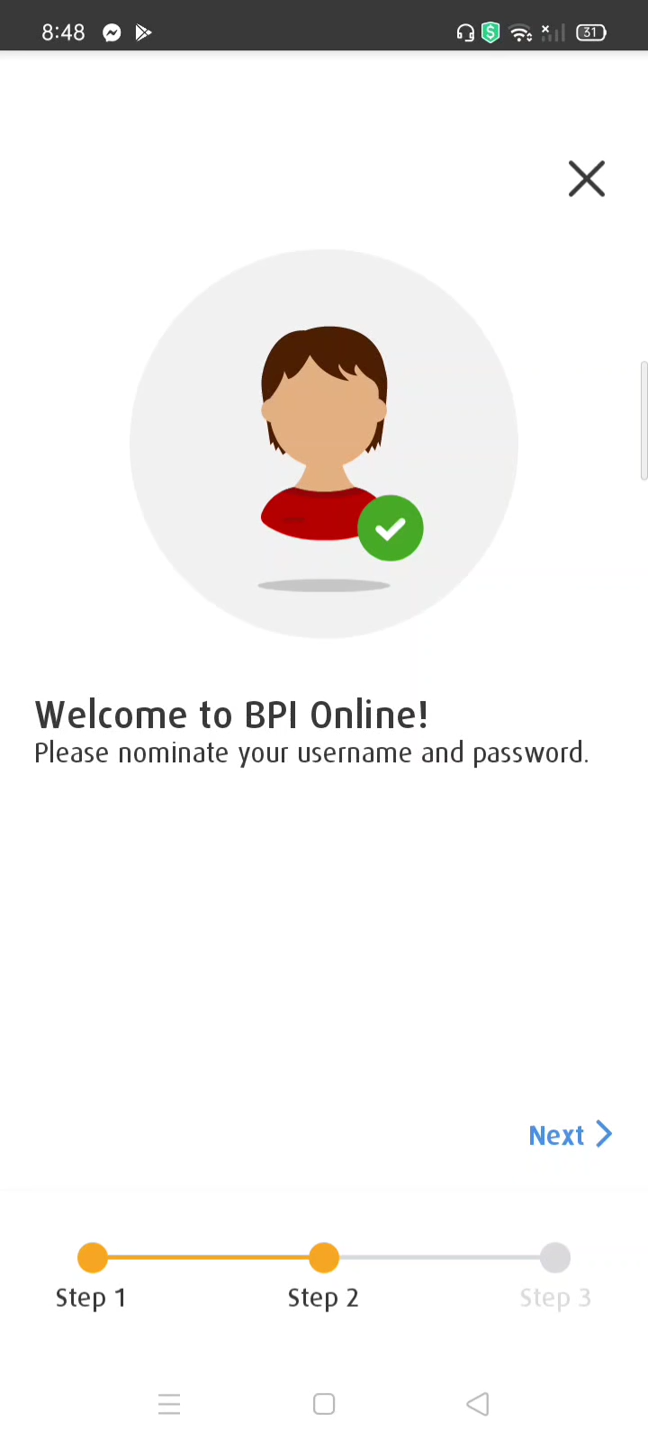 8:48
31
Welcome to BPI Online!
Please nominate your username and password.
Next
Step 1 Step 2 Step 3